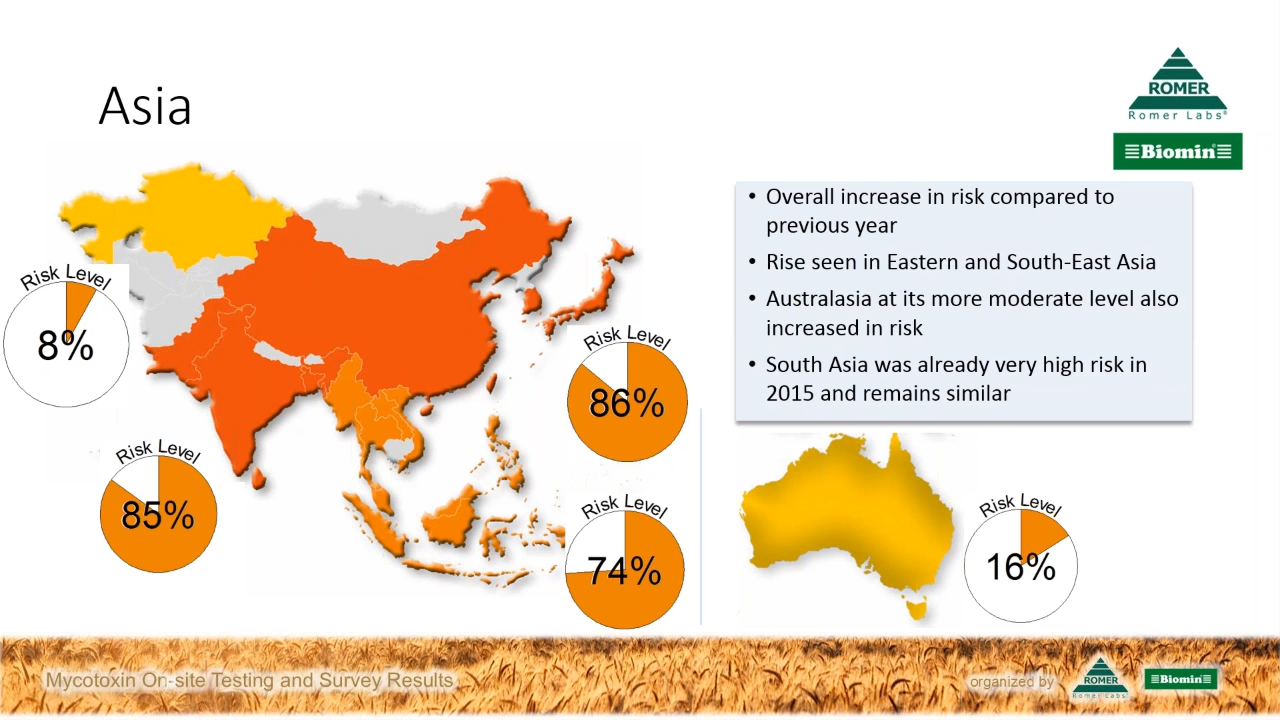 Asia
ROMER
Romer Labs®
Biomin®
• Overall increase in risk compared to
previous year
• Rise seen in Eastern and South-East Asia
• Australasia at its more moderate level also
increased in risk
• South Asia was already very high risk in
2015 and remains similar
Risk Level
8%
Risk Level
86%
Risk Level
85%
Risk Level
74%
Risk Level
16%
Mycotoxin On-site Testing and Survey Results
organized by
ROMER
Romer Labs®
Biomin